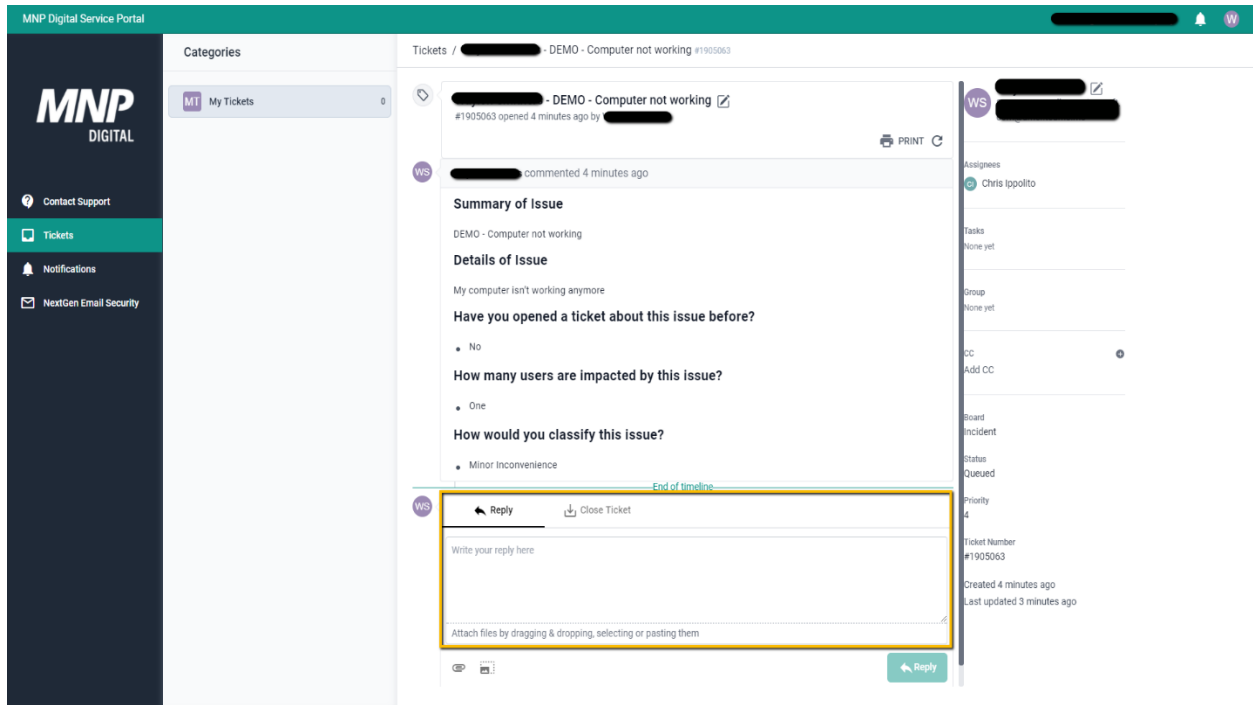 MNP Digital Service Portal
W
MNP
DIGITAL
Contact Support
Tickets
Notifications
NextGen Email Security
Categories
MT My Tickets 0
Tickets / - DEMO - Computer not working #1905063
- DEMO - Computer not working
#1905063 opened 4 minutes ago by
PRINT
WS commented 4 minutes ago
Summary of Issue
DEMO - Computer not working
Details of Issue
My computer isn't working anymore
Have you opened a ticket about this issue before?
• No
How many users are impacted by this issue?
• One
How would you classify this issue?
• Minor Inconvenience
End of timeline
WS
Reply
Close Ticket
Write your reply here
Attach files by dragging & dropping, selecting or pasting them
Reply
WS
Assignees
CI Chris Ippolito
Tasks
None yet
Group
None yet
CC
Add CC
Board
Incident
Status
Queued
Priority
4
Ticket Number
#1905063
Created 4 minutes ago
Last updated 3 minutes ago